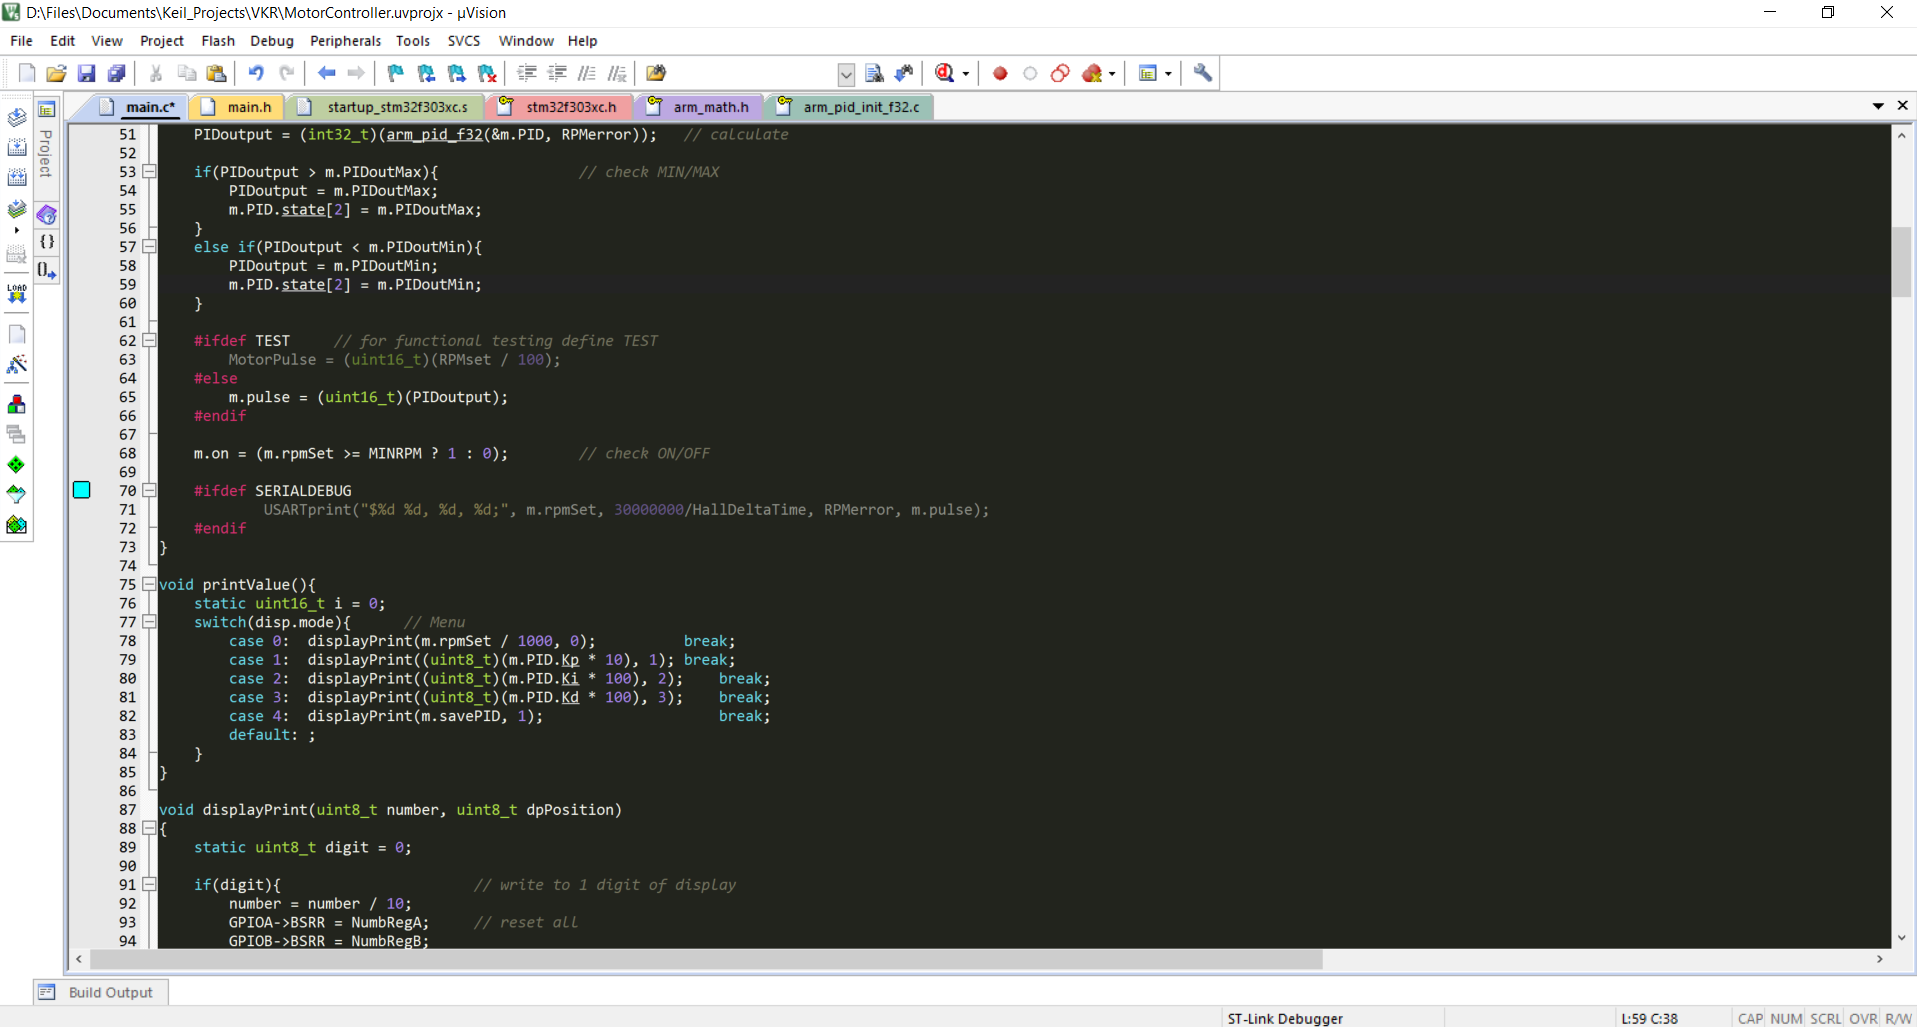 D:\Files\Documents\Keil_Projects\VKR\MotorController.uvprojx - µVision
File Edit View Project Flash Debug Peripherals Tools SVCS Window Help
main.c* main.h startup_stm32f303xc.s stm32f303xc.h arm_math.h arm_pid_init_f32.c
Project
LOAD
51 PIDoutput = (int32_t)(arm_pid_f32(&m.PID, RPMerror)); // calculate
52
53 if(PIDoutput > m.PIDoutMax){ // check MIN/MAX
54 PIDoutput = m.PIDoutMax;
55 m.PID.state[2] = m.PIDoutMax;
56 }
57 else if(PIDoutput < m.PIDoutMin){
58 PIDoutput = m.PIDoutMin;
59 m.PID.state[2] = m.PIDoutMin;
60 }
61
62 #ifdef TEST // for functional testing define TEST
63 MotorPulse = (uint16_t)(RPMset / 100);
64 #else
65 m.pulse = (uint16_t)(PIDoutput);
66 #endif
67
68 m.on = (m.rpmSet >= MINRPM ? 1 : 0); // check ON/OFF
69
70 #ifdef SERIALDEBUG
71 USARTprint("$%d %d, %d, %d;", m.rpmSet, 30000000/HallDeltaTime, RPMerror, m.pulse);
72 #endif
73 }
74
75 void printValue(){
76 static uint16_t i = 0;
77 switch(disp.mode){ // Menu
78 case 0: displayPrint(m.rpmSet / 1000, 0); break;
79 case 1: displayPrint((uint8_t)(m.PID.Kp * 10), 1); break;
80 case 2: displayPrint((uint8_t)(m.PID.Ki * 100), 2); break;
81 case 3: displayPrint((uint8_t)(m.PID.Kd * 100), 3); break;
82 case 4: displayPrint(m.savePID, 1); break;
83 default: ;
84 }
85 }
86
87 void displayPrint(uint8_t number, uint8_t dpPosition)
88 {
89 static uint8_t digit = 0;
90
91 if(digit){ // write to 1 digit of display
92 number = number / 10;
93 GPIOA->BSRR = NumbRegA; // reset all
94 GPIOB->BSRR = NumbRegB;
Build Output
ST-Link Debugger L:59 C:38 CAP NUM SCRL OVR R/W